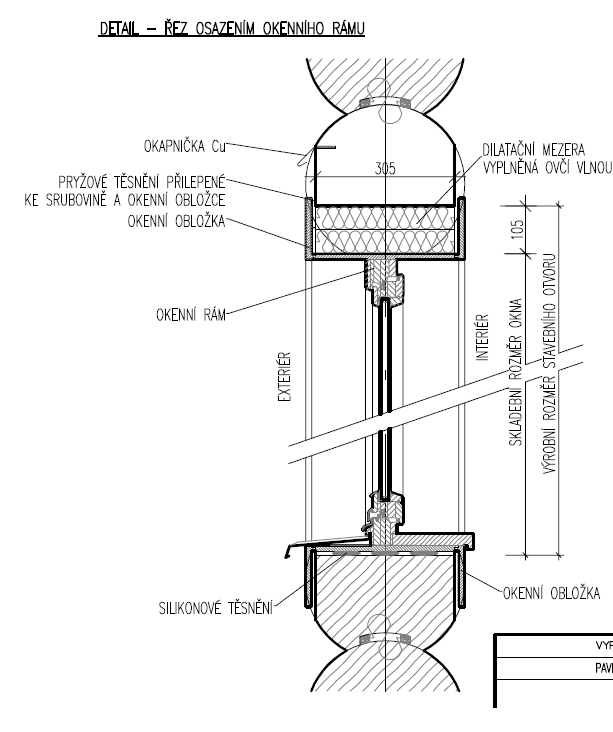 DETAIL – ŘEZ OSAZENÍM OKENNÍHO RÁMU
OKAPNIČKA Cu
DILATAČNÍ MEZERA
VYPLNĚNÁ OVČÍ VLNOU
305
PRYŽOVÉ TĚSNĚNÍ PŘILEPENÉ
KE SRUBOVINĚ A OKENNÍ OBLOŽCE
OKENNÍ OBLOŽKA
105
OKENNÍ RÁM
EXTERIÉR
INTERIÉR
SKLADEBNÍ ROZMĚR OKNA
VÝROBNÍ ROZMĚR STAVEBNÍHO OTVORU
OKENNÍ OBLOŽKA
SILIKONOVÉ TĚSNĚNÍ